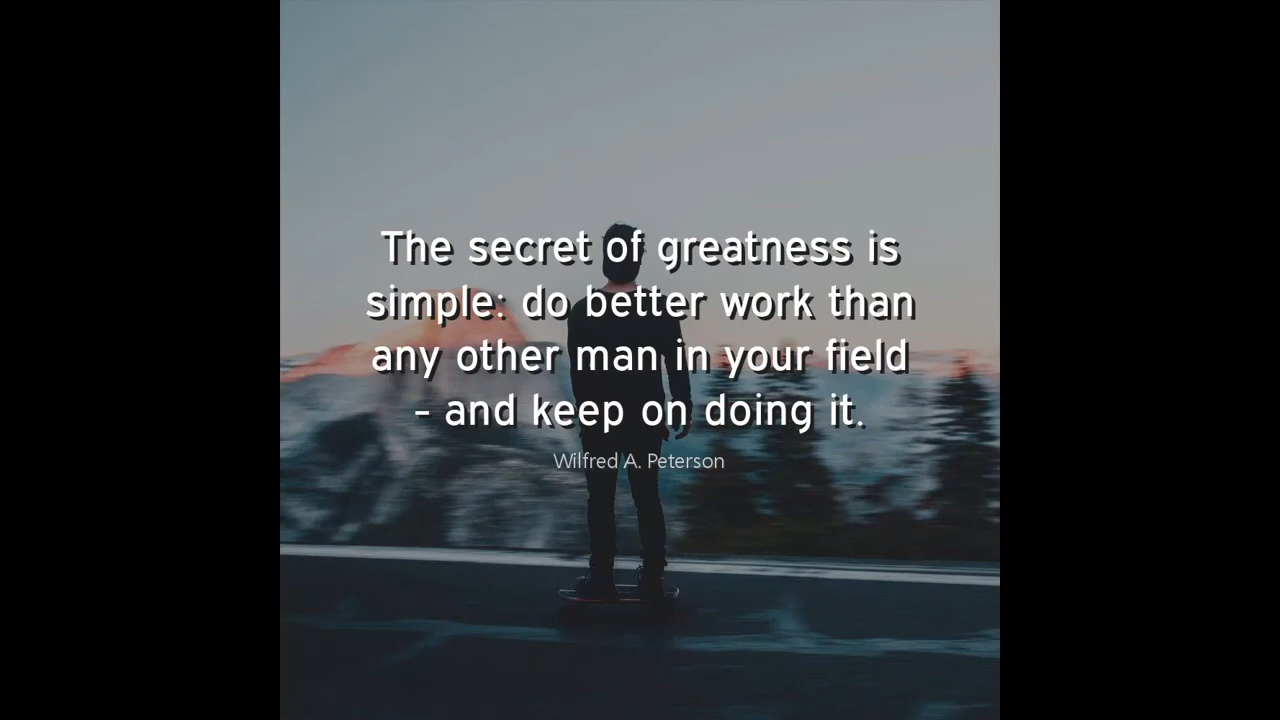 The secret of greatness is
simple: do better work than
any other man in your field
- and keep on doing it.
Wilfred A. Peterson